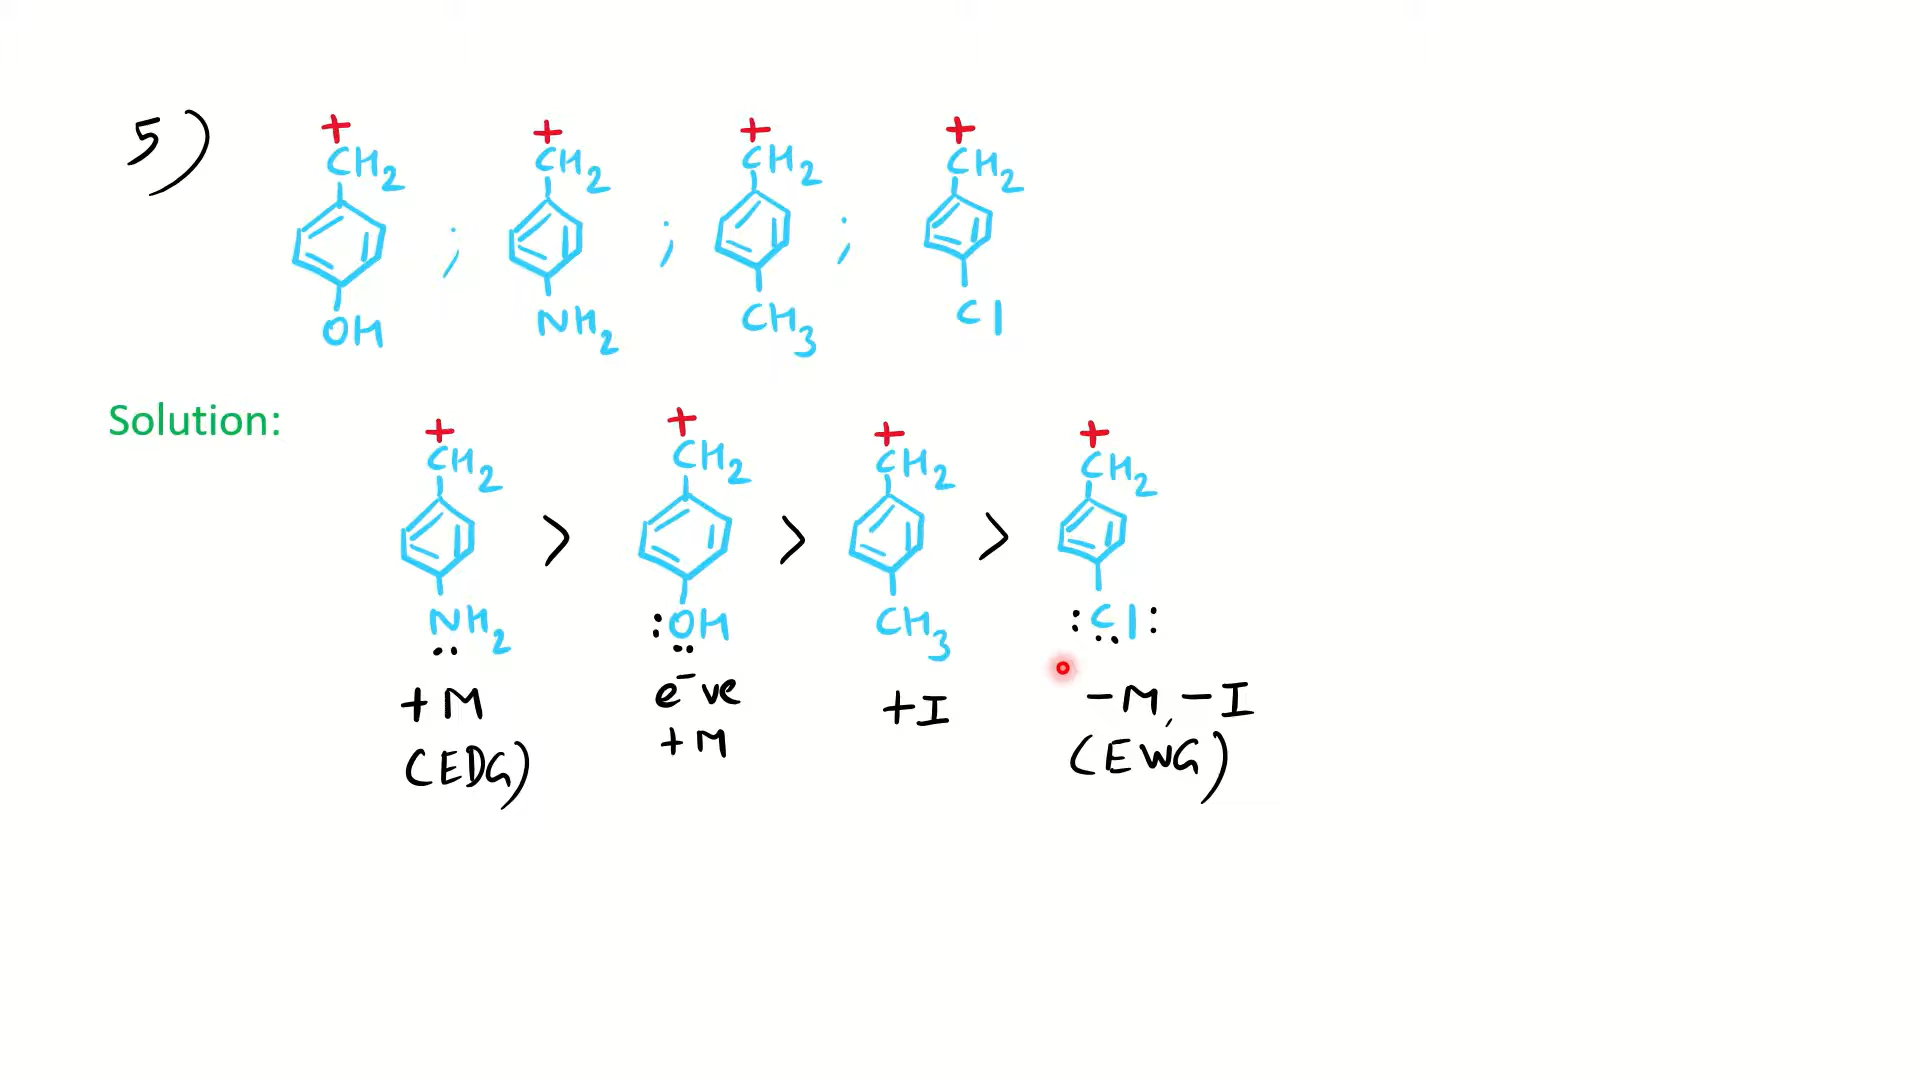 5)
+ + + +
CH2 CH2 CH2 CH2
; ; ;
OH NH2 CH3 Cl
Solution:
+ + + +
CH2 CH2 CH2 CH2
> > >
NH2 :OH CH3 :Cl:
+M e⁻ve +I -M, -I
(EDG) +M (EWG)